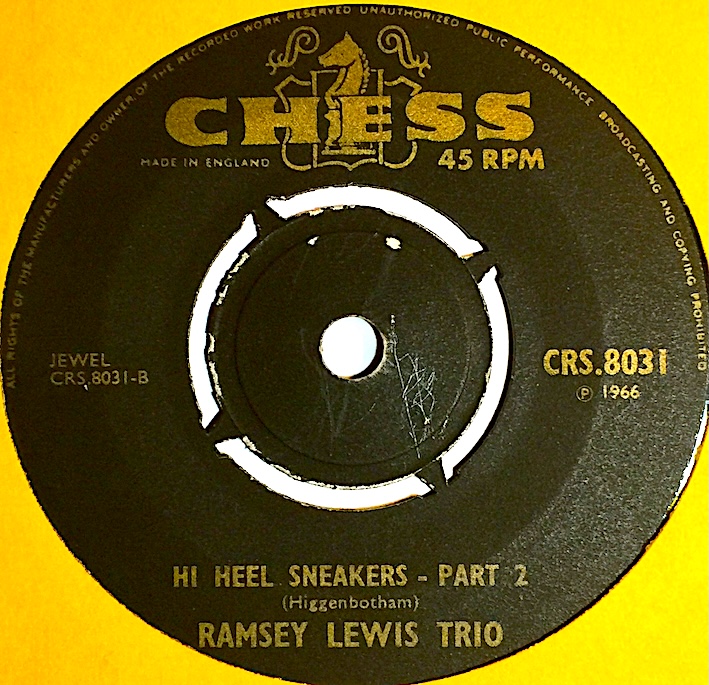 ALL RIGHTS OF THE MANUFACTURERS AND OWNER OF THE RECORDED WORK RESERVED UNAUTHORIZED PUBLIC PERFORMANCE BROADCASTING AND COPYING PROHIBITED
CHESS
MADE IN ENGLAND
45 RPM
JEWEL
CRS.8031-B
CRS.8031
℗ 1966
HI HEEL SNEAKERS - PART 2
(Higgenbotham)
RAMSEY LEWIS TRIO